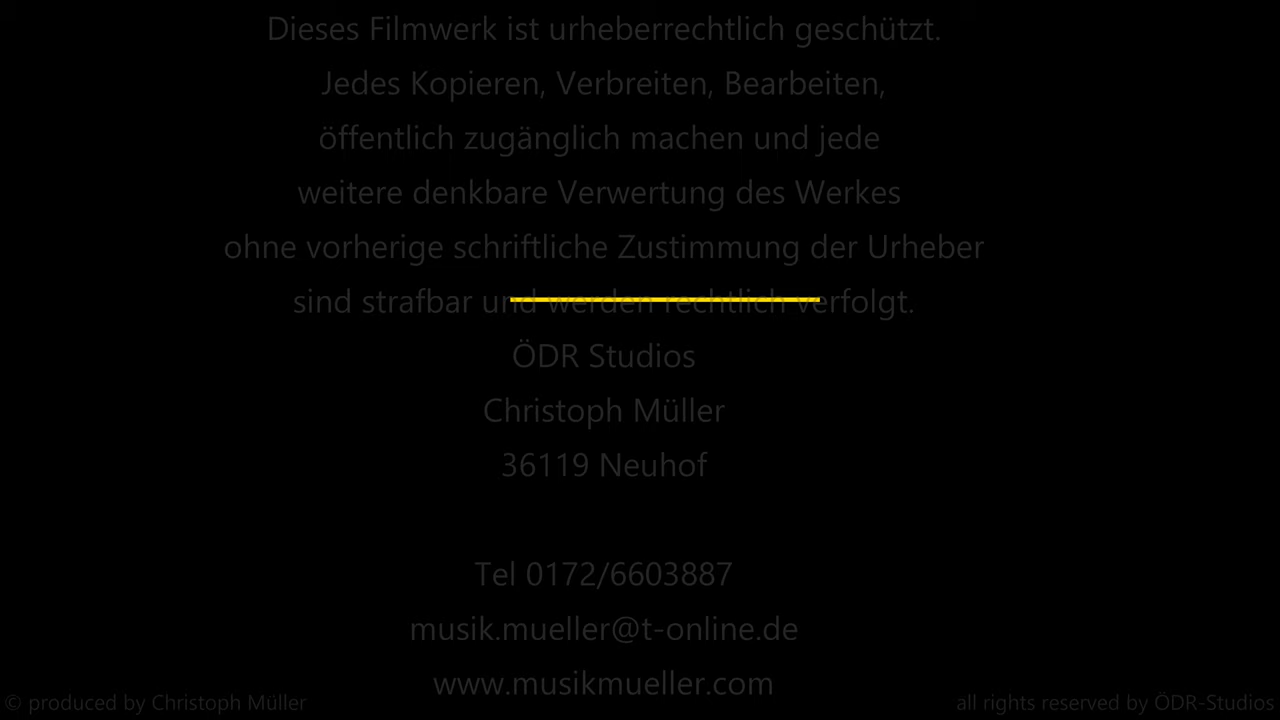 Dieses Filmwerk ist urheberrechtlich geschützt.
Jedes Kopieren, Verbreiten, Bearbeiten,
öffentlich zugänglich machen und jede
weitere denkbare Verwertung des Werkes
ohne vorherige schriftliche Zustimmung der Urheber
sind strafbar und werden rechtlich verfolgt.
ÖDR Studios
Christoph Müller
36119 Neuhof
Tel 0172/6603887
musik.mueller@t-online.de
www.musikmueller.com
© produced by Christoph Müller
all rights reserved by ÖDR-Studios